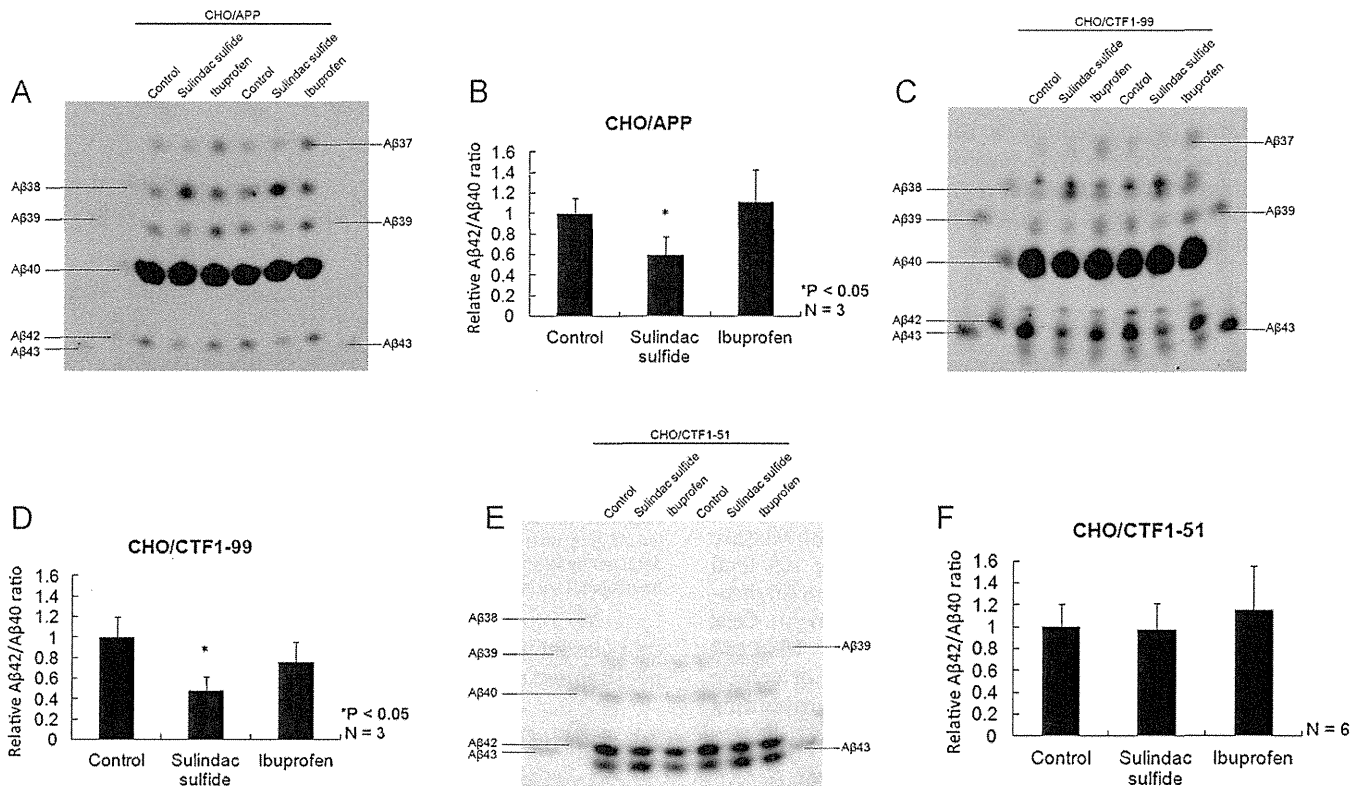 CHO/APP
Control
Sulindac sulfide
Ibuprofen
Control
Sulindac sulfide
Ibuprofen
A
Aβ37
Aβ38
Aβ39
Aβ39
Aβ40
Aβ42
Aβ43
Aβ43
B
CHO/APP
Relative Aβ42/Aβ40 ratio
1.6
1.4
1.2
1
0.8
0.6
0.4
0.2
0
*
*P < 0.05
N = 3
Control
Sulindac
sulfide
Ibuprofen
CHO/CTF1-99
C
Control
Sulindac sulfide
Ibuprofen
Control
Sulindac sulfide
Ibuprofen
Aβ37
Aβ38
Aβ39
Aβ39
Aβ40
Aβ42
Aβ43
Aβ43
D
CHO/CTF1-99
Relative Aβ42/Aβ40 ratio
1.6
1.4
1.2
1
0.8
0.6
0.4
0.2
0
*
*P < 0.05
N = 3
Control
Sulindac
sulfide
Ibuprofen
CHO/CTF1-51
E
Control
Sulindac sulfide
Ibuprofen
Control
Sulindac sulfide
Ibuprofen
Aβ38
Aβ39
Aβ39
Aβ40
Aβ42
Aβ43
Aβ43
F
CHO/CTF1-51
Relative Aβ42/Aβ40 ratio
1.6
1.4
1.2
1
0.8
0.6
0.4
0.2
0
N = 6
Control
Sulindac
sulfide
Ibuprofen